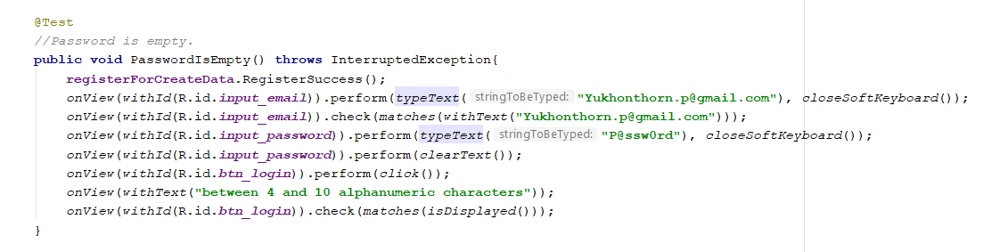 @Test
//Password is empty.
public void PasswordIsEmpty() throws InterruptedException{
registerForCreateData.RegisterSuccess();
onView(withId(R.id.input_email)).perform(typeText( stringToBeTyped: "Yukhonthorn.p@gmail.com"), closeSoftKeyboard());
onView(withId(R.id.input_email)).check(matches(withText("Yukhonthorn.p@gmail.com")));
onView(withId(R.id.input_password)).perform(typeText( stringToBeTyped: "P@ssw0rd"), closeSoftKeyboard());
onView(withId(R.id.input_password)).perform(clearText());
onView(withId(R.id.btn_login)).perform(click());
onView(withText("between 4 and 10 alphanumeric characters"));
onView(withId(R.id.btn_login)).check(matches(isDisplayed()));
}